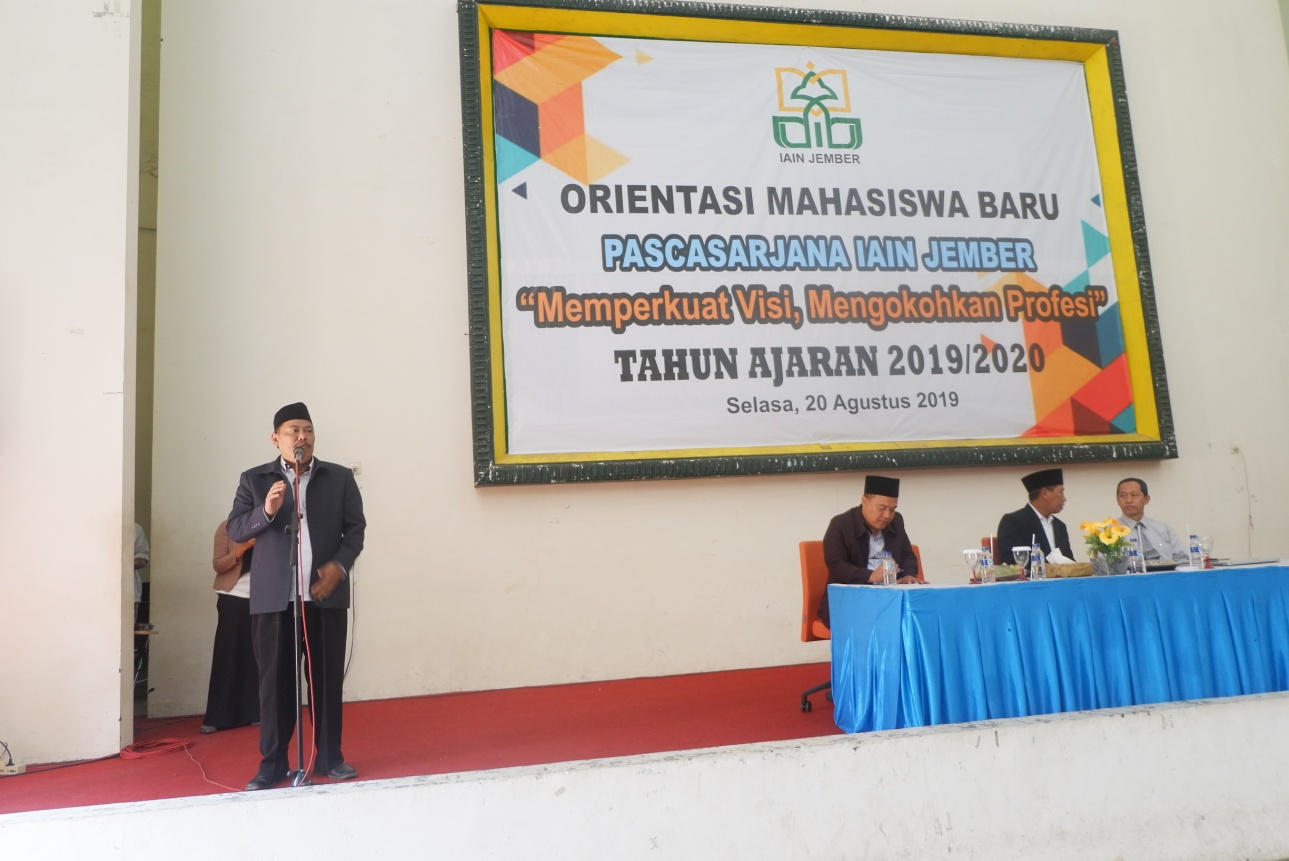 IAIN JEMBER
ORIENTASI MAHASISWA BARU
PASCASARJANA IAIN JEMBER
“Memperkuat Visi, Mengokohkan Profesi”
TAHUN AJARAN 2019/2020
Selasa, 20 Agustus 2019